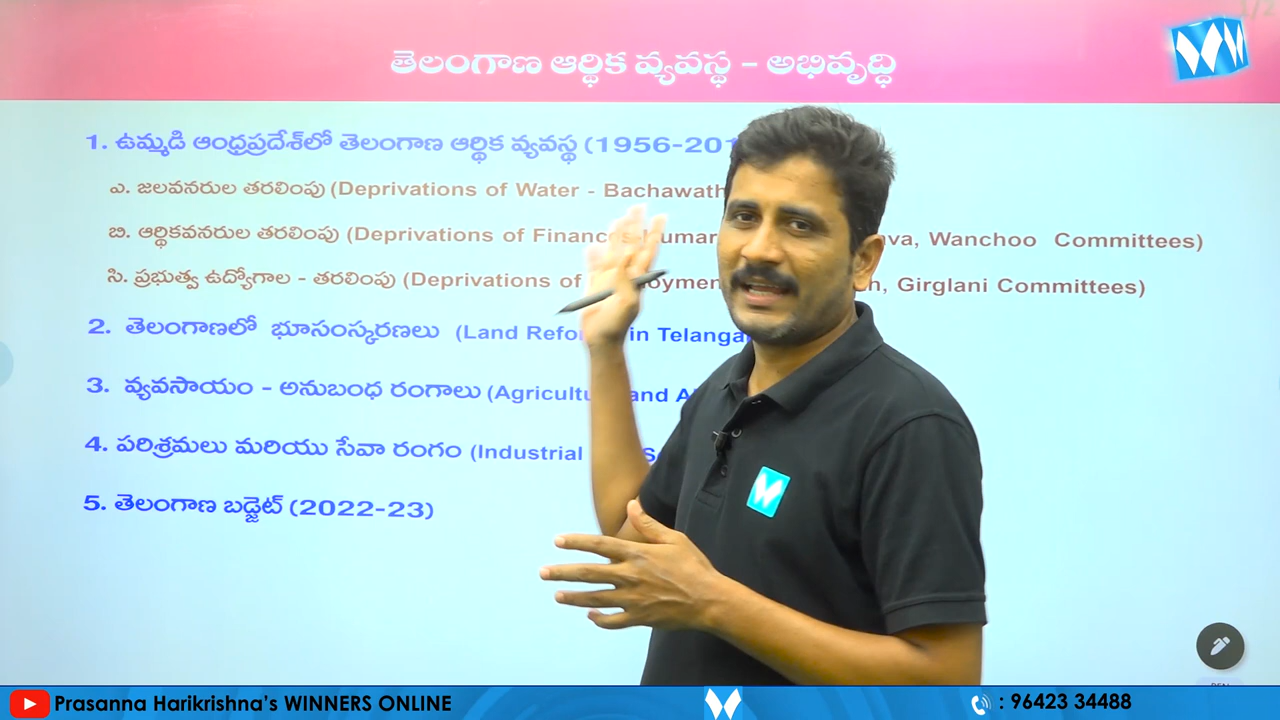 తెలంగాణ ఆర్థిక వ్యవస్థ - అభివృద్ధి
1. ఉమ్మడి ఆంధ్రప్రదేశ్‌లో తెలంగాణ ఆర్థిక వ్యవస్థ (1956-201
ఎ. జలవనరుల తరలింపు (Deprivations of Water - Bachawath
బి. ఆర్థికవనరుల తరలింపు (Deprivations of Finances Wanchoo Committees)
సి. ప్రభుత్వ ఉద్యోగాల - తరలింపు (Deprivations of Girglani Committees)
2. తెలంగాణలో భూసంస్కరణలు (Land in Telanga
3. వ్యవసాయం - అనుబంధ రంగాలు (Agricultu and
4. పరిశ్రమలు మరియు సేవా రంగం (Industrial
5. తెలంగాణ బడ్జెట్ (2022-23)
Prasanna Harikrishna's WINNERS ONLINE
: 96423 34488